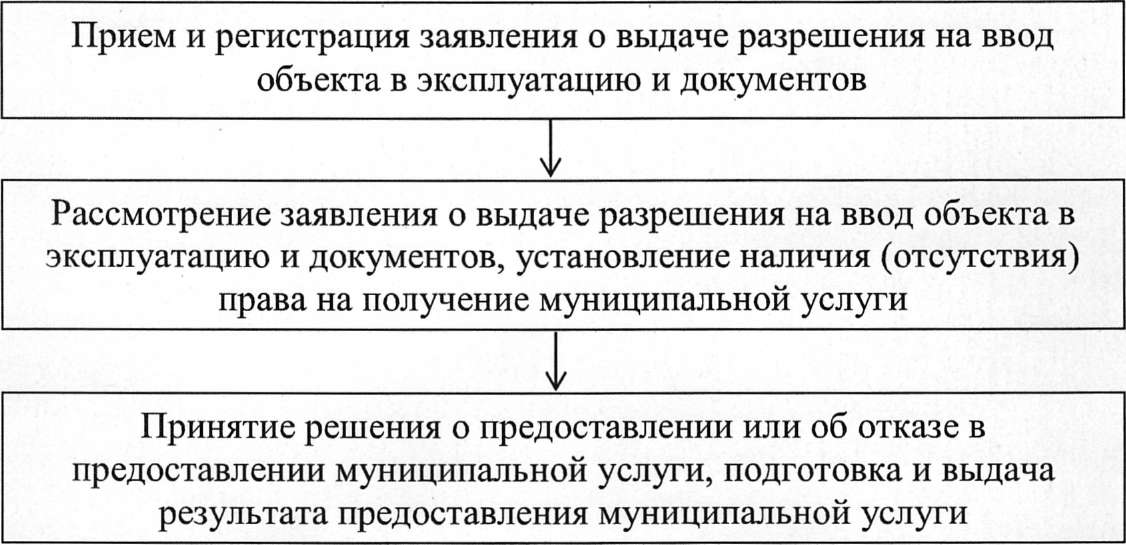 Прием и регистрация заявления о выдаче разрешения на ввод
объекта в эксплуатацию и документов
Рассмотрение заявления о выдаче разрешения на ввод объекта в
эксплуатацию и документов, установление наличия (отсутствия)
права на получение муниципальной услуги
Принятие решения о предоставлении или об отказе в
предоставлении муниципальной услуги, подготовка и выдача
результата предоставления муниципальной услуги